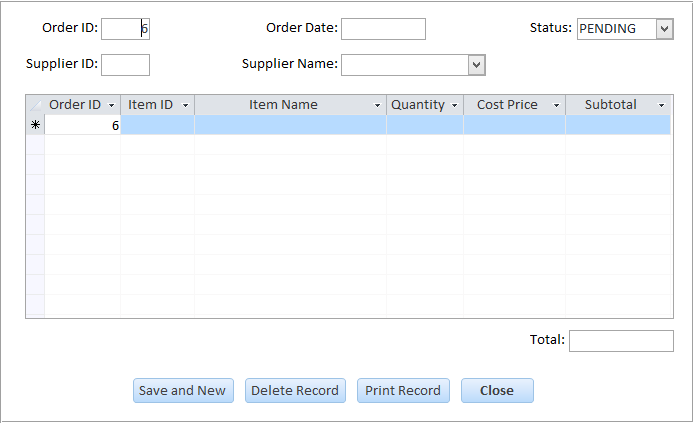 Order ID: 6 Order Date: Status: PENDING
Supplier ID: Supplier Name:
Order ID Item ID Item Name Quantity Cost Price Subtotal
6
Total:
Save and New Delete Record Print Record Close